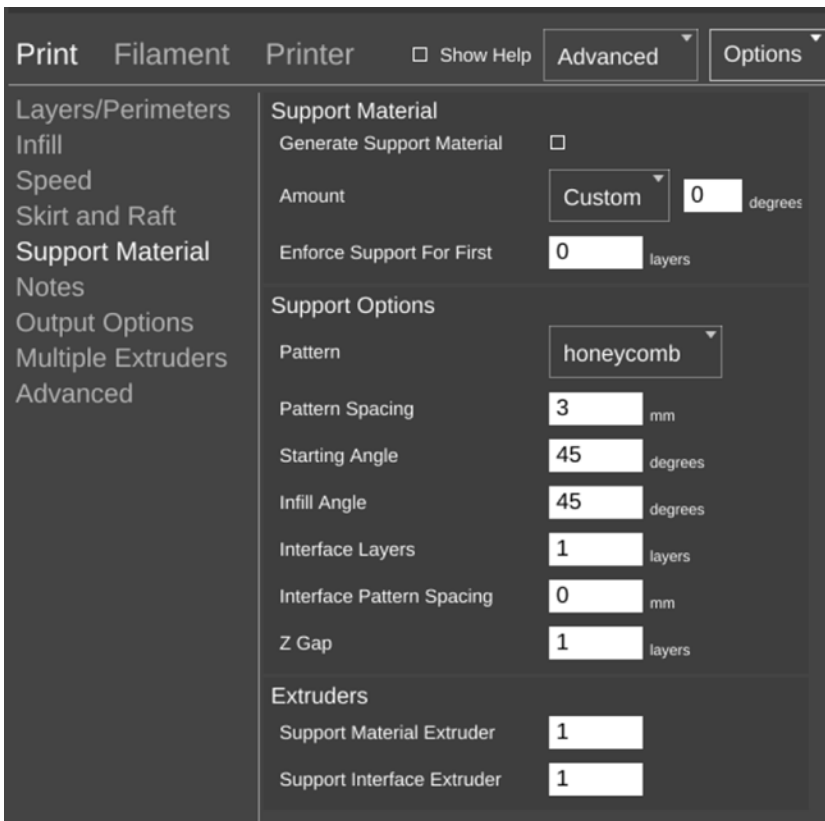 Print Filament Printer Show Help Advanced Options
Layers/Perimeters
Infill
Speed
Skirt and Raft
Support Material
Notes
Output Options
Multiple Extruders
Advanced
Support Material
Generate Support Material
Amount Custom 0 degrees
Enforce Support For First 0 layers
Support Options
Pattern honeycomb
Pattern Spacing 3 mm
Starting Angle 45 degrees
Infill Angle 45 degrees
Interface Layers 1 layers
Interface Pattern Spacing 0 mm
Z Gap 1 layers
Extruders
Support Material Extruder 1
Support Interface Extruder 1